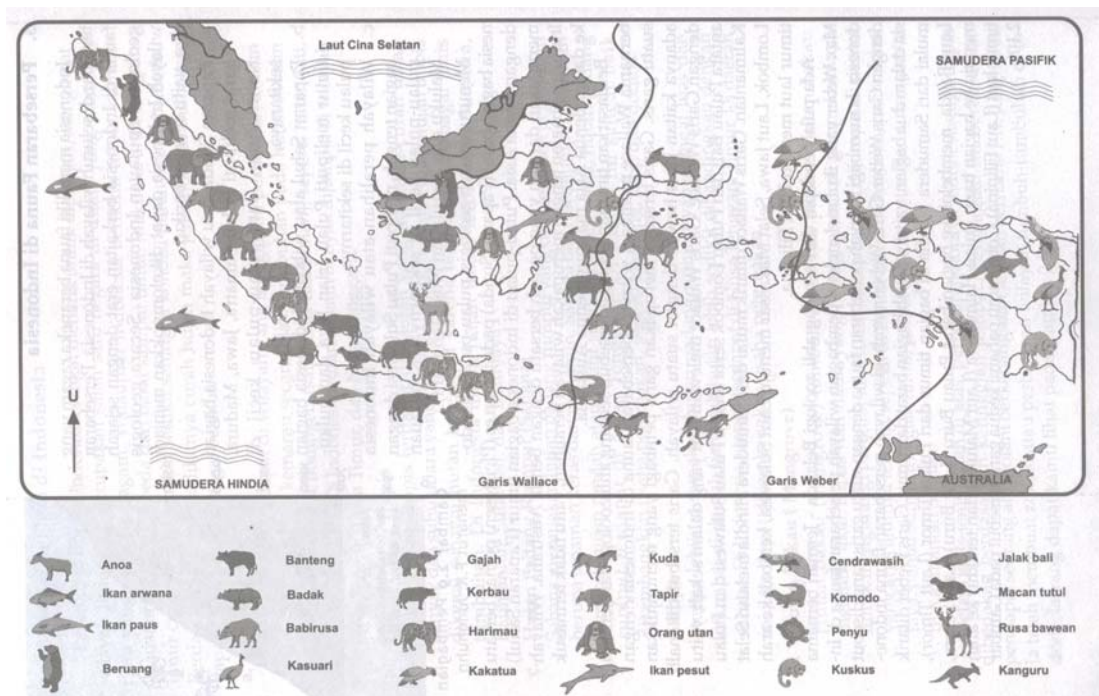 Laut Cina Selatan
SAMUDERA PASIFIK
U
SAMUDERA HINDIA
Garis Wallace
Garis Weber
AUSTRALIA
Anoa
Banteng
Gajah
Kuda
Cendrawasih
Jalak bali
Ikan arwana
Badak
Kerbau
Tapir
Komodo
Macan tutul
Ikan paus
Babirusa
Harimau
Orang utan
Penyu
Rusa bawean
Beruang
Kasuari
Kakatua
Ikan pesut
Kuskus
Kanguru